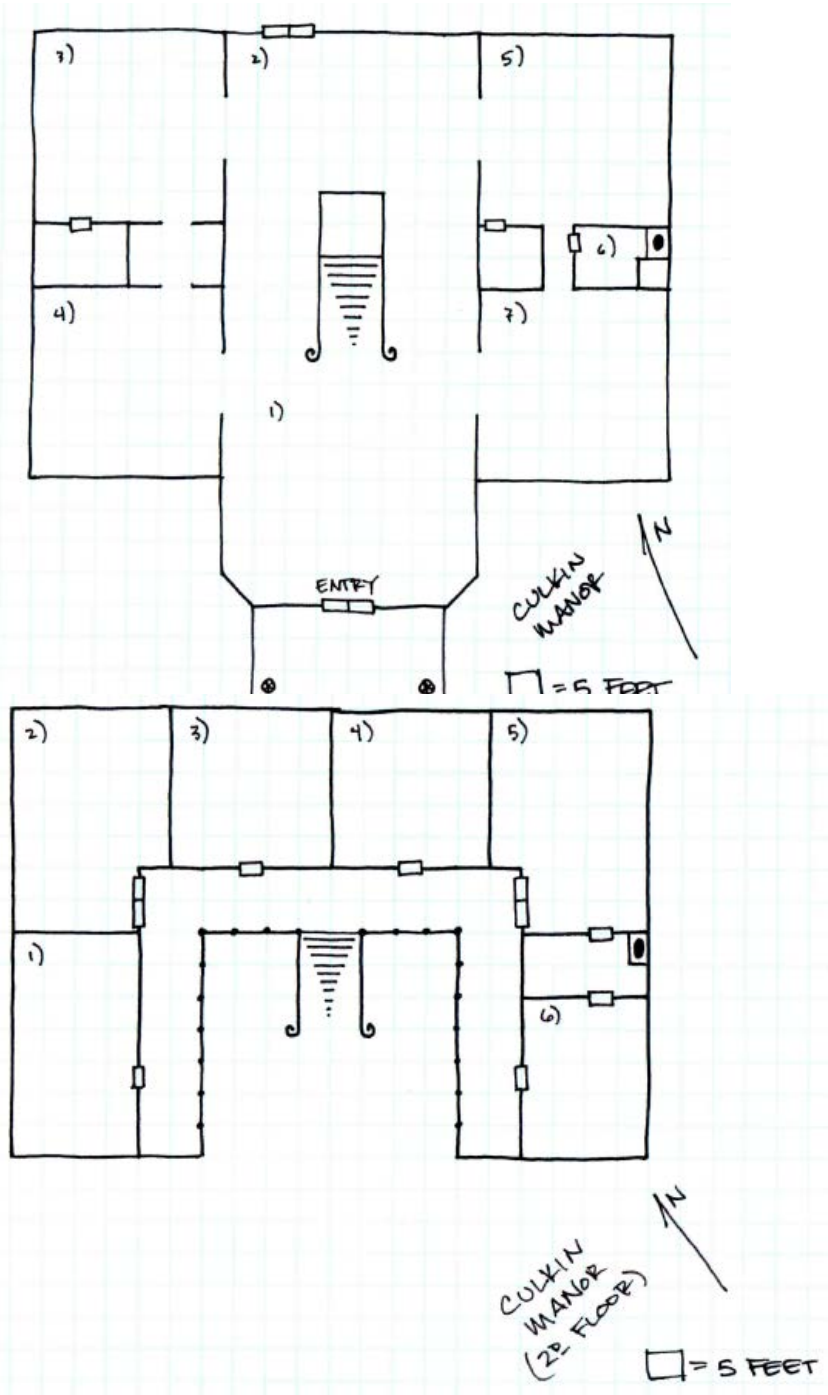 3)
2)
5)
6)
4)
7)
1)
ENTRY
N
CULKIN
MANOR
= 5 FEET
2)
3)
4)
5)
1)
6)
N
CULKIN
MANOR
(2D FLOOR)
= 5 FEET